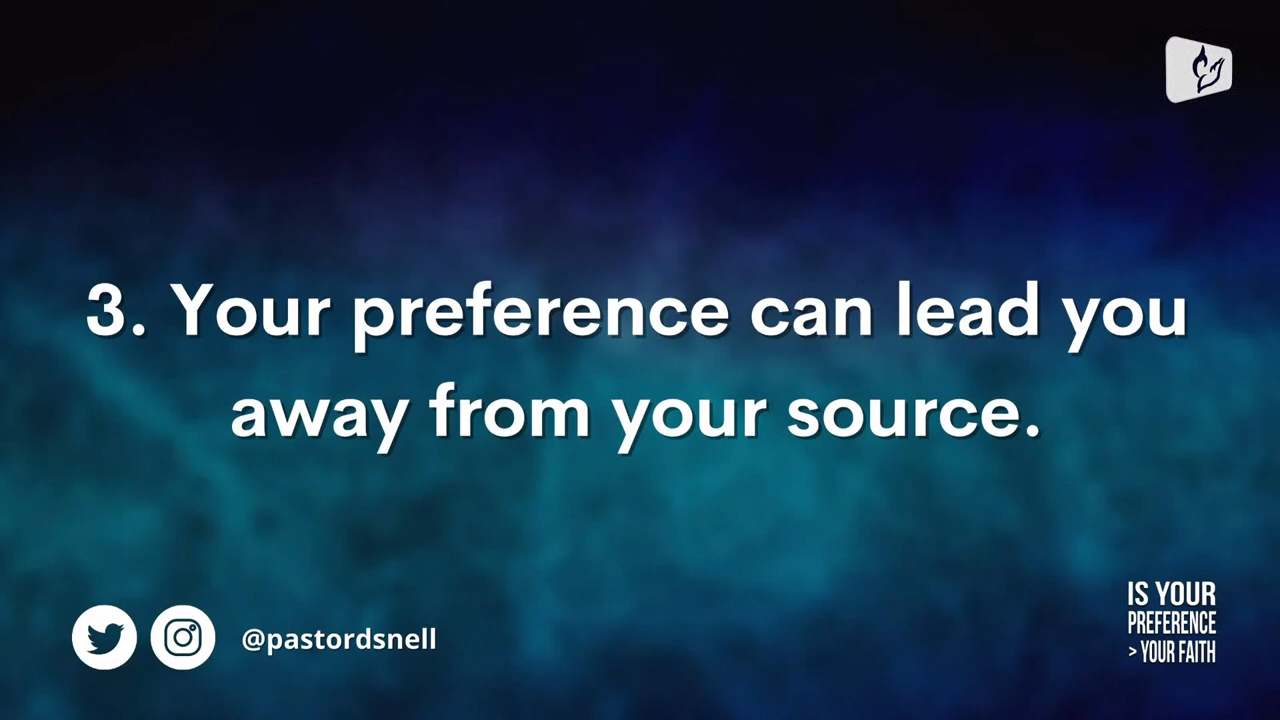 3. Your preference can lead you
away from your source.
@pastordsnell
IS YOUR
PREFERENCE
> YOUR FAITH